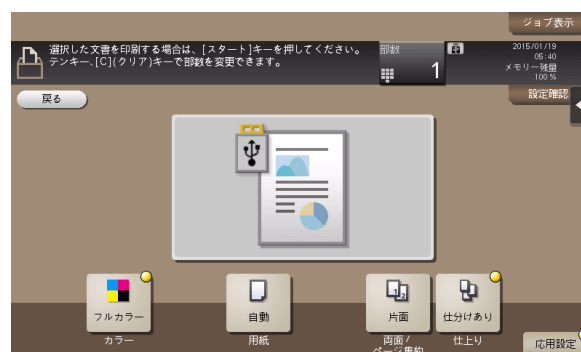 ジョブ表示
選択した文書を印刷する場合は、[スタート]キーを押してください。
テンキー、[C](クリア)キーで部数を変更できます。
部数
1
2015/01/19
05:40
メモリー残量
100 %
戻る
設定確認
1
2
フルカラー
自動
片面
仕分けあり
カラー
用紙
両面/
ページ集約
仕上り
応用設定